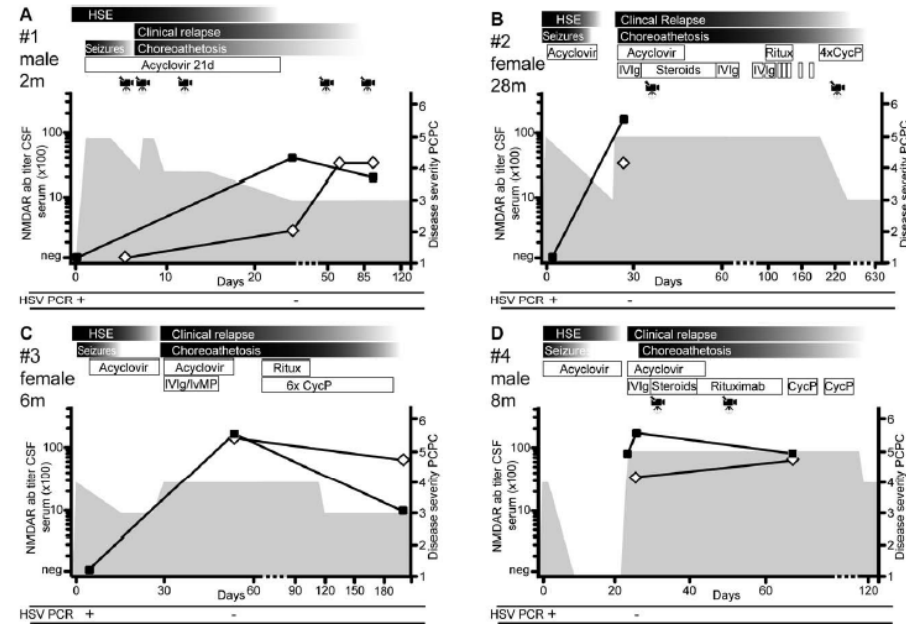 A
#1
male
2m
HSE
Clinical relapse
Seizures
Choreoathetosis
Acyclovir 21d
NMDAR ab titer CSF
serum (x100)
100
10
neg
6
5
4
3
2
1
Disease severity PCPC
0 10 20 50 85 120
Days
HSV PCR + -
B
#2
female
28m
HSE
Clincal Relapse
Seizures
Choreoathetosis
Acyclovir
Acyclovir
Ritux
4xCycP
IVIg
Steroids
IVIg
IVIg
NMDAR ab titer CSF
serum (x100)
100
10
neg
6
5
4
3
2
1
Disease severity PCPC
0 30 60 100 160 220 630
Days
HSV PCR + -
C
#3
female
6m
HSE
Clinical relapse
Seizures
Choreoathetosis
Acyclovir
Acyclovir
Ritux
IVIg/IvMP
6x CycP
NMDAR ab titer CSF
serum (x100)
100
10
neg
6
5
4
3
2
1
Disease severity PCPC
0 30 60 90 120 150 180
Days
HSV PCR + -
D
#4
male
8m
HSE
Clinical relapse
Seizures
Choreoathetosis
Acyclovir
Acyclovir
IVIg
Steroids
Rituximab
CycP
CycP
NMDAR ab titer CSF
serum (x100)
100
10
neg
6
5
4
3
2
1
Disease severity PCPC
0 20 40 60 120
Days
HSV PCR + -